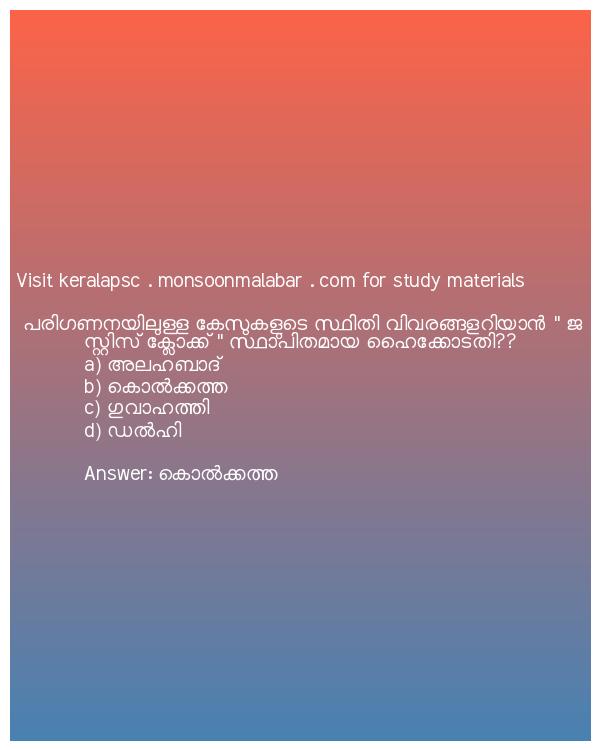 Visit keralapsc . monsoonmalabar . com for study materials
പരിഗണനയിലുള്ള കേസുകളുടെ സ്ഥിതി വിവരങ്ങളറിയാൻ " ജ
സ്റ്റിസ് ക്ലോക്ക് " സ്ഥാപിതമായ ഹൈക്കോടതി??
a) അലഹബാദ്
b) കൊൽക്കത്ത
c) ഗുവാഹത്തി
d) ഡൽഹി
Answer: കൊൽക്കത്ത